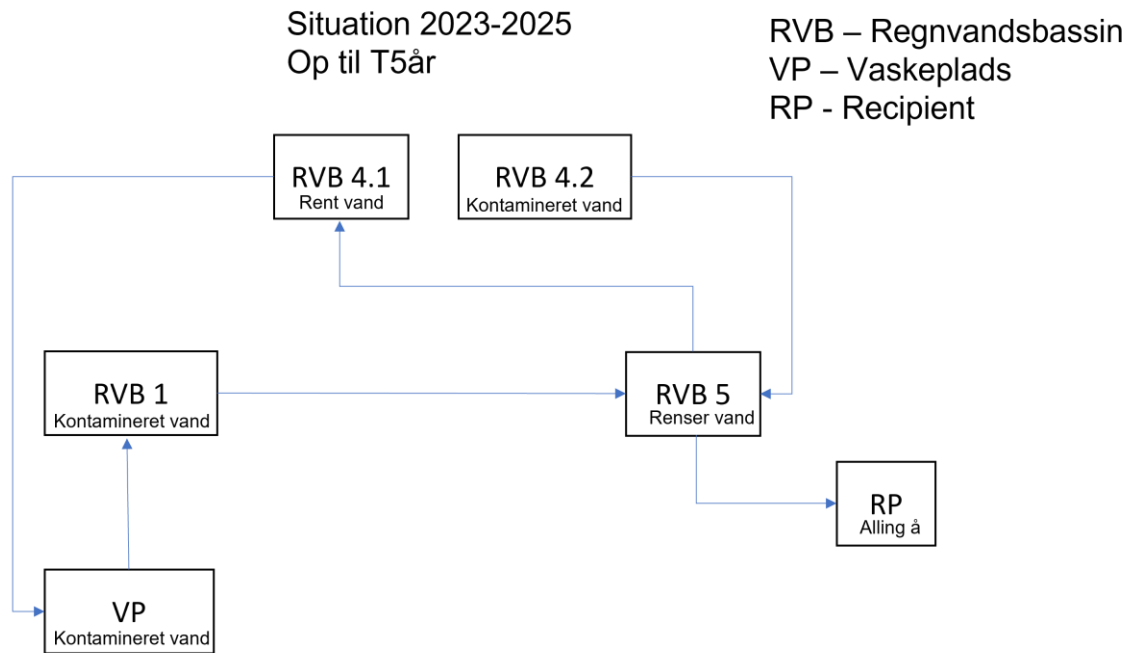 Situation 2023-2025
Op til T5år
RVB – Regnvandsbassin
VP – Vaskeplads
RP - Recipient
RVB 4.1
Rent vand
RVB 4.2
Kontamineret vand
RVB 1
Kontamineret vand
RVB 5
Renser vand
RP
Alling å
VP
Kontamineret vand